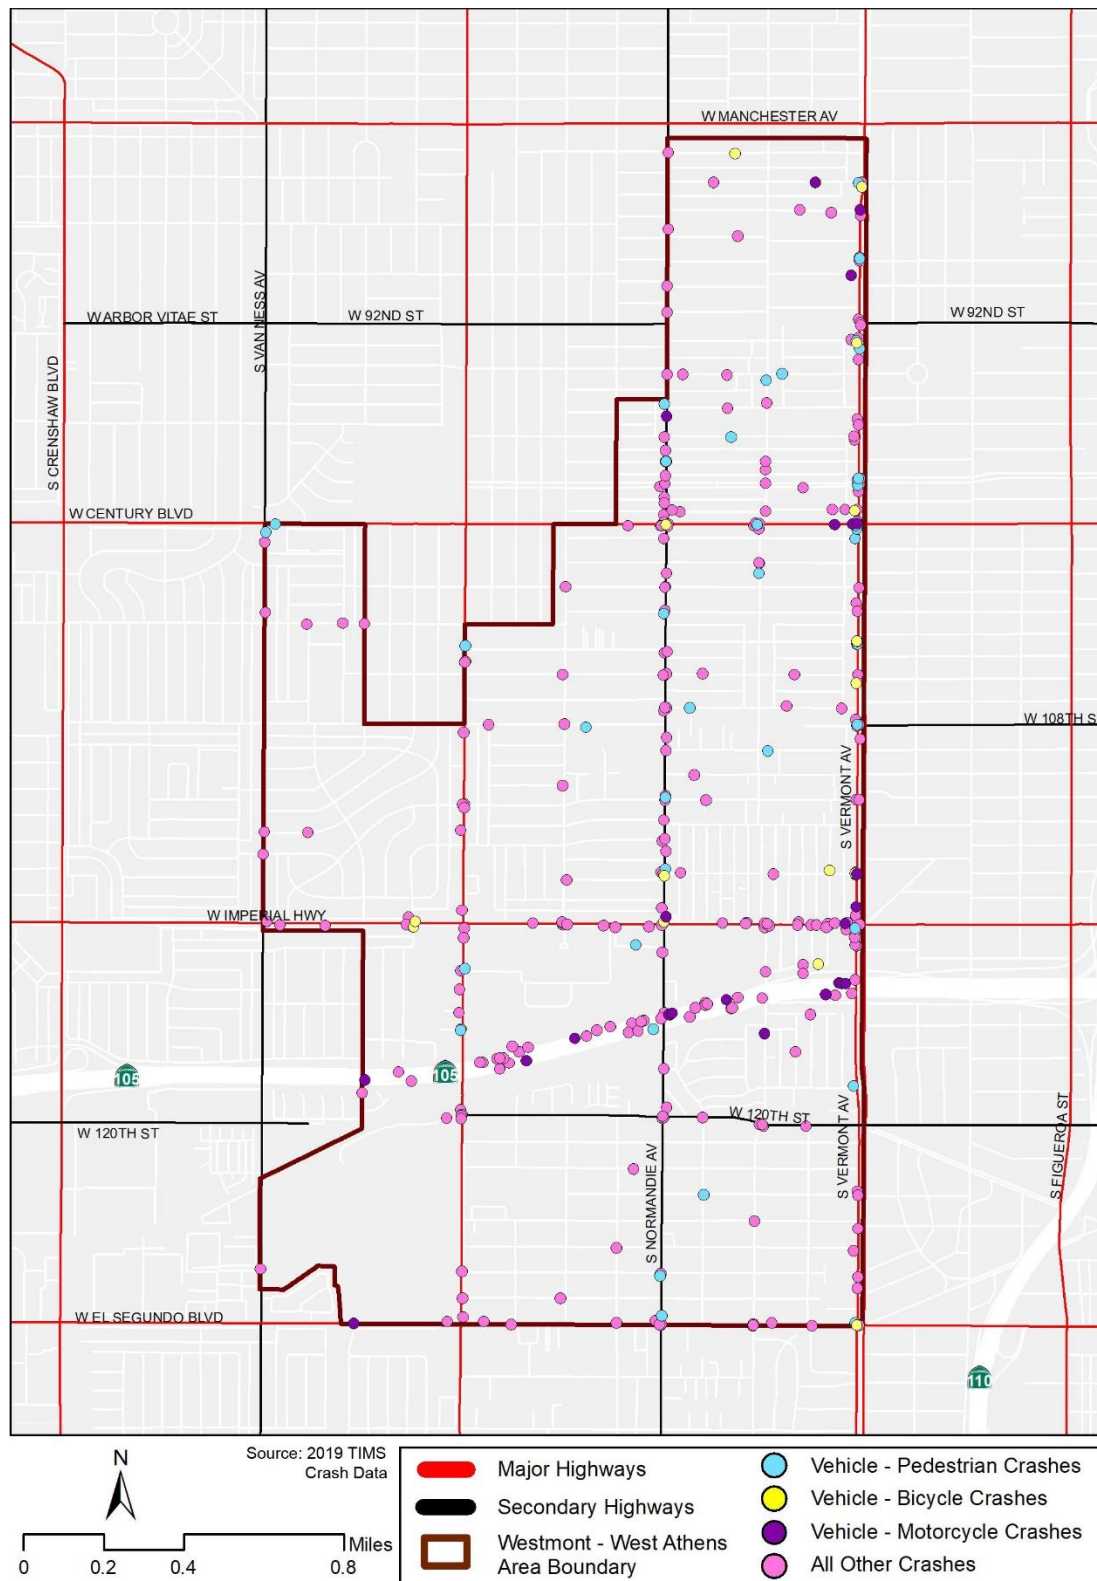 W MANCHESTER AV
S VAN NESS AV
W ARBOR VITAE ST
W 92ND ST
W 92ND ST
S CRENSHAW BLVD
W CENTURY BLVD
W 108TH S
S VERMONT AV
W IMPERIAL HWY
105
105
W 120TH ST
W 120TH ST
S NORMANDIE AV
S VERMONT AV
S FIGUEROA ST
W EL SEGUNDO BLVD
110
N
Source: 2019 TIMS
Crash Data
Miles
0 0.2 0.4 0.8
Major Highways
Secondary Highways
Westmont - West Athens
Area Boundary
Vehicle - Pedestrian Crashes
Vehicle - Bicycle Crashes
Vehicle - Motorcycle Crashes
All Other Crashes